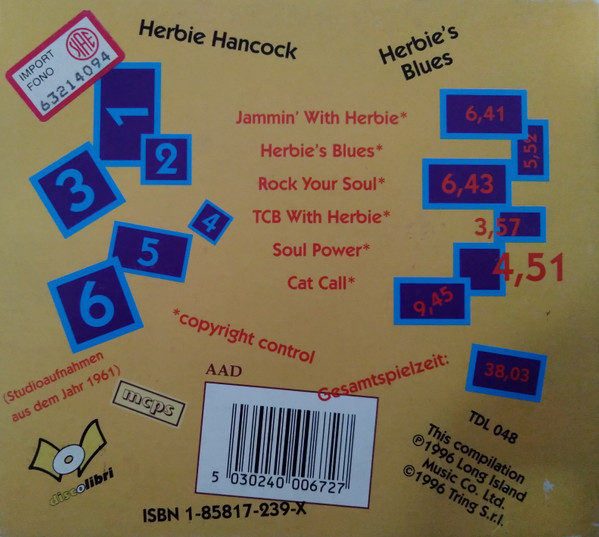 IMPORT
FONO
SIAE
63214094
Herbie Hancock
Herbie's
Blues
1
2
3
4
5
6
Jammin' With Herbie*
6,41
Herbie's Blues*
5,52
Rock Your Soul*
6,43
TCB With Herbie*
3,57
Soul Power*
4,51
Cat Call*
9,45
*copyright control
Gesamtspielzeit:
38,03
(Studioaufnahmen
aus dem Jahr 1961)
mcps
discolibri
AAD
5 030240 006727
ISBN 1-85817-239-X
TDL 048
This compilation
℗1996 Long Island
Music Co. Ltd.
©1996 Tring S.r.l.